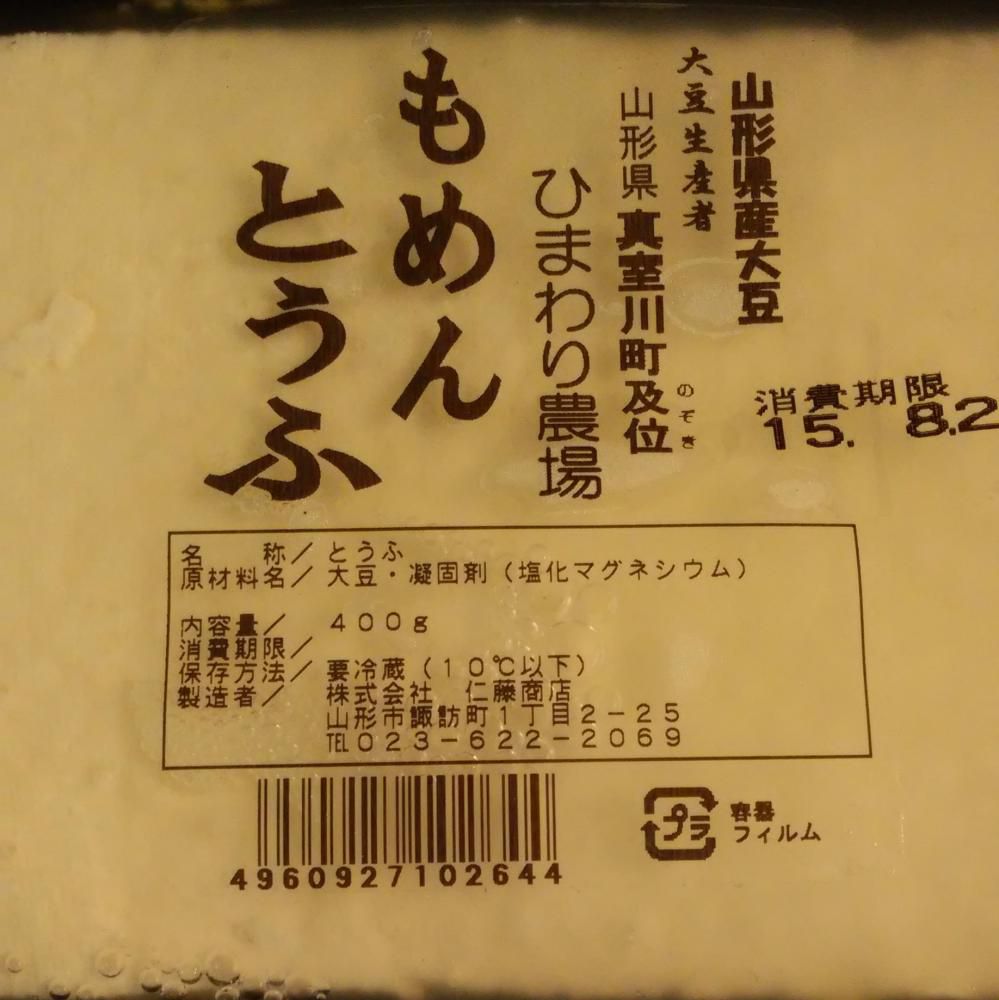 山形県産大豆
大豆生産者
山形県真室川町及位
のぞき
ひまわり農場
もめん
とうふ
消費期限
15. 8.2
名　　称／とうふ
原材料名／大豆・凝固剤（塩化マグネシウム）
内容量／　４００ｇ
消費期限／
保存方法／要冷蔵（１０℃以下）
製造者／　株式会社　仁藤商店
山形市諏訪町１丁目２－２５
℡０２３－６２２－２０６９
4960927102644
プラ
容器
フィルム